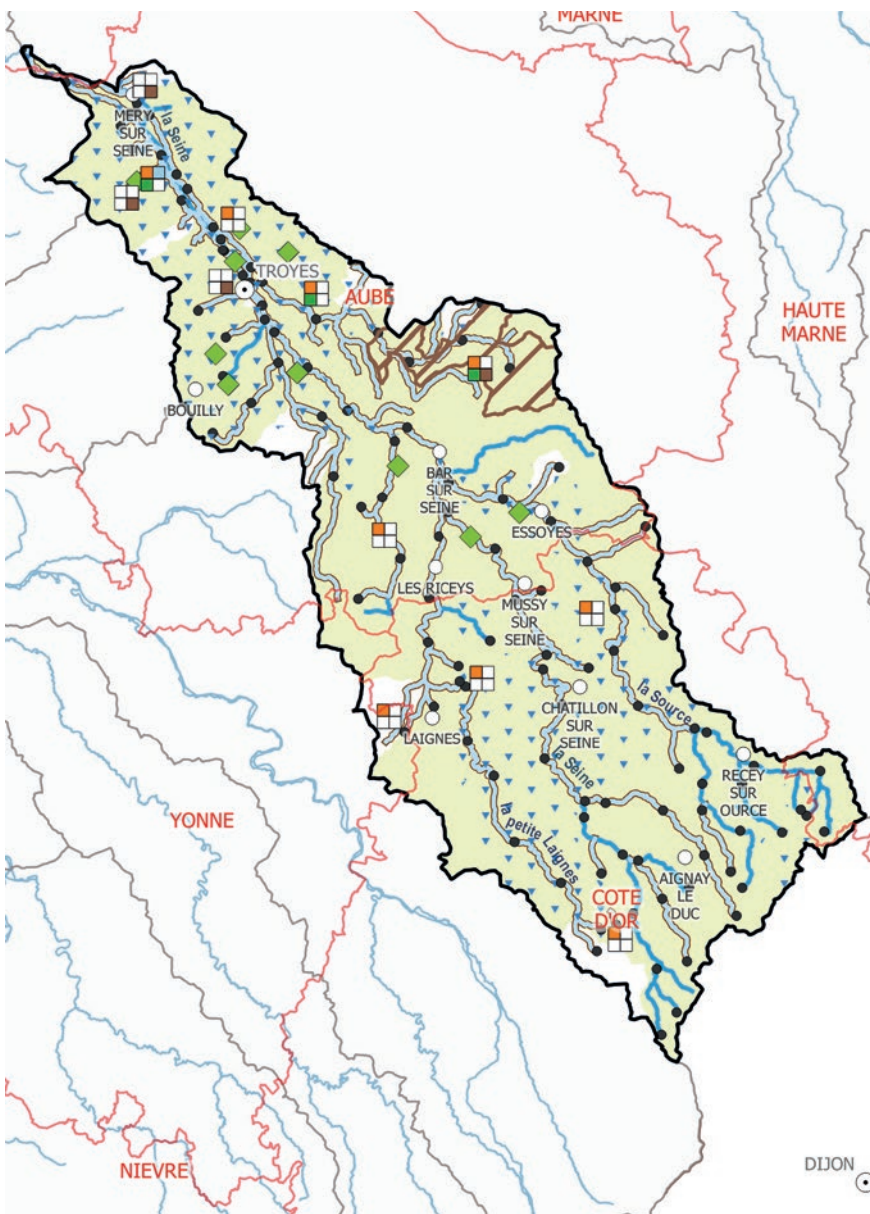 MARNE
MERY
SUR
SEINE
la Seine
TROYES
AUBE
HAUTE
MARNE
BOUILLY
BAR
SUR
SEINE
ESSOYES
LES RICEYS
MUSSY
SUR
SEINE
la Source
CHATILLON
SUR
SEINE
LAIGNES
la Seine
RECEY
SUR
OURCE
YONNE
la petite Laignes
AIGNAY
LE
DUC
COTE
D'OR
NIEVRE
DIJON